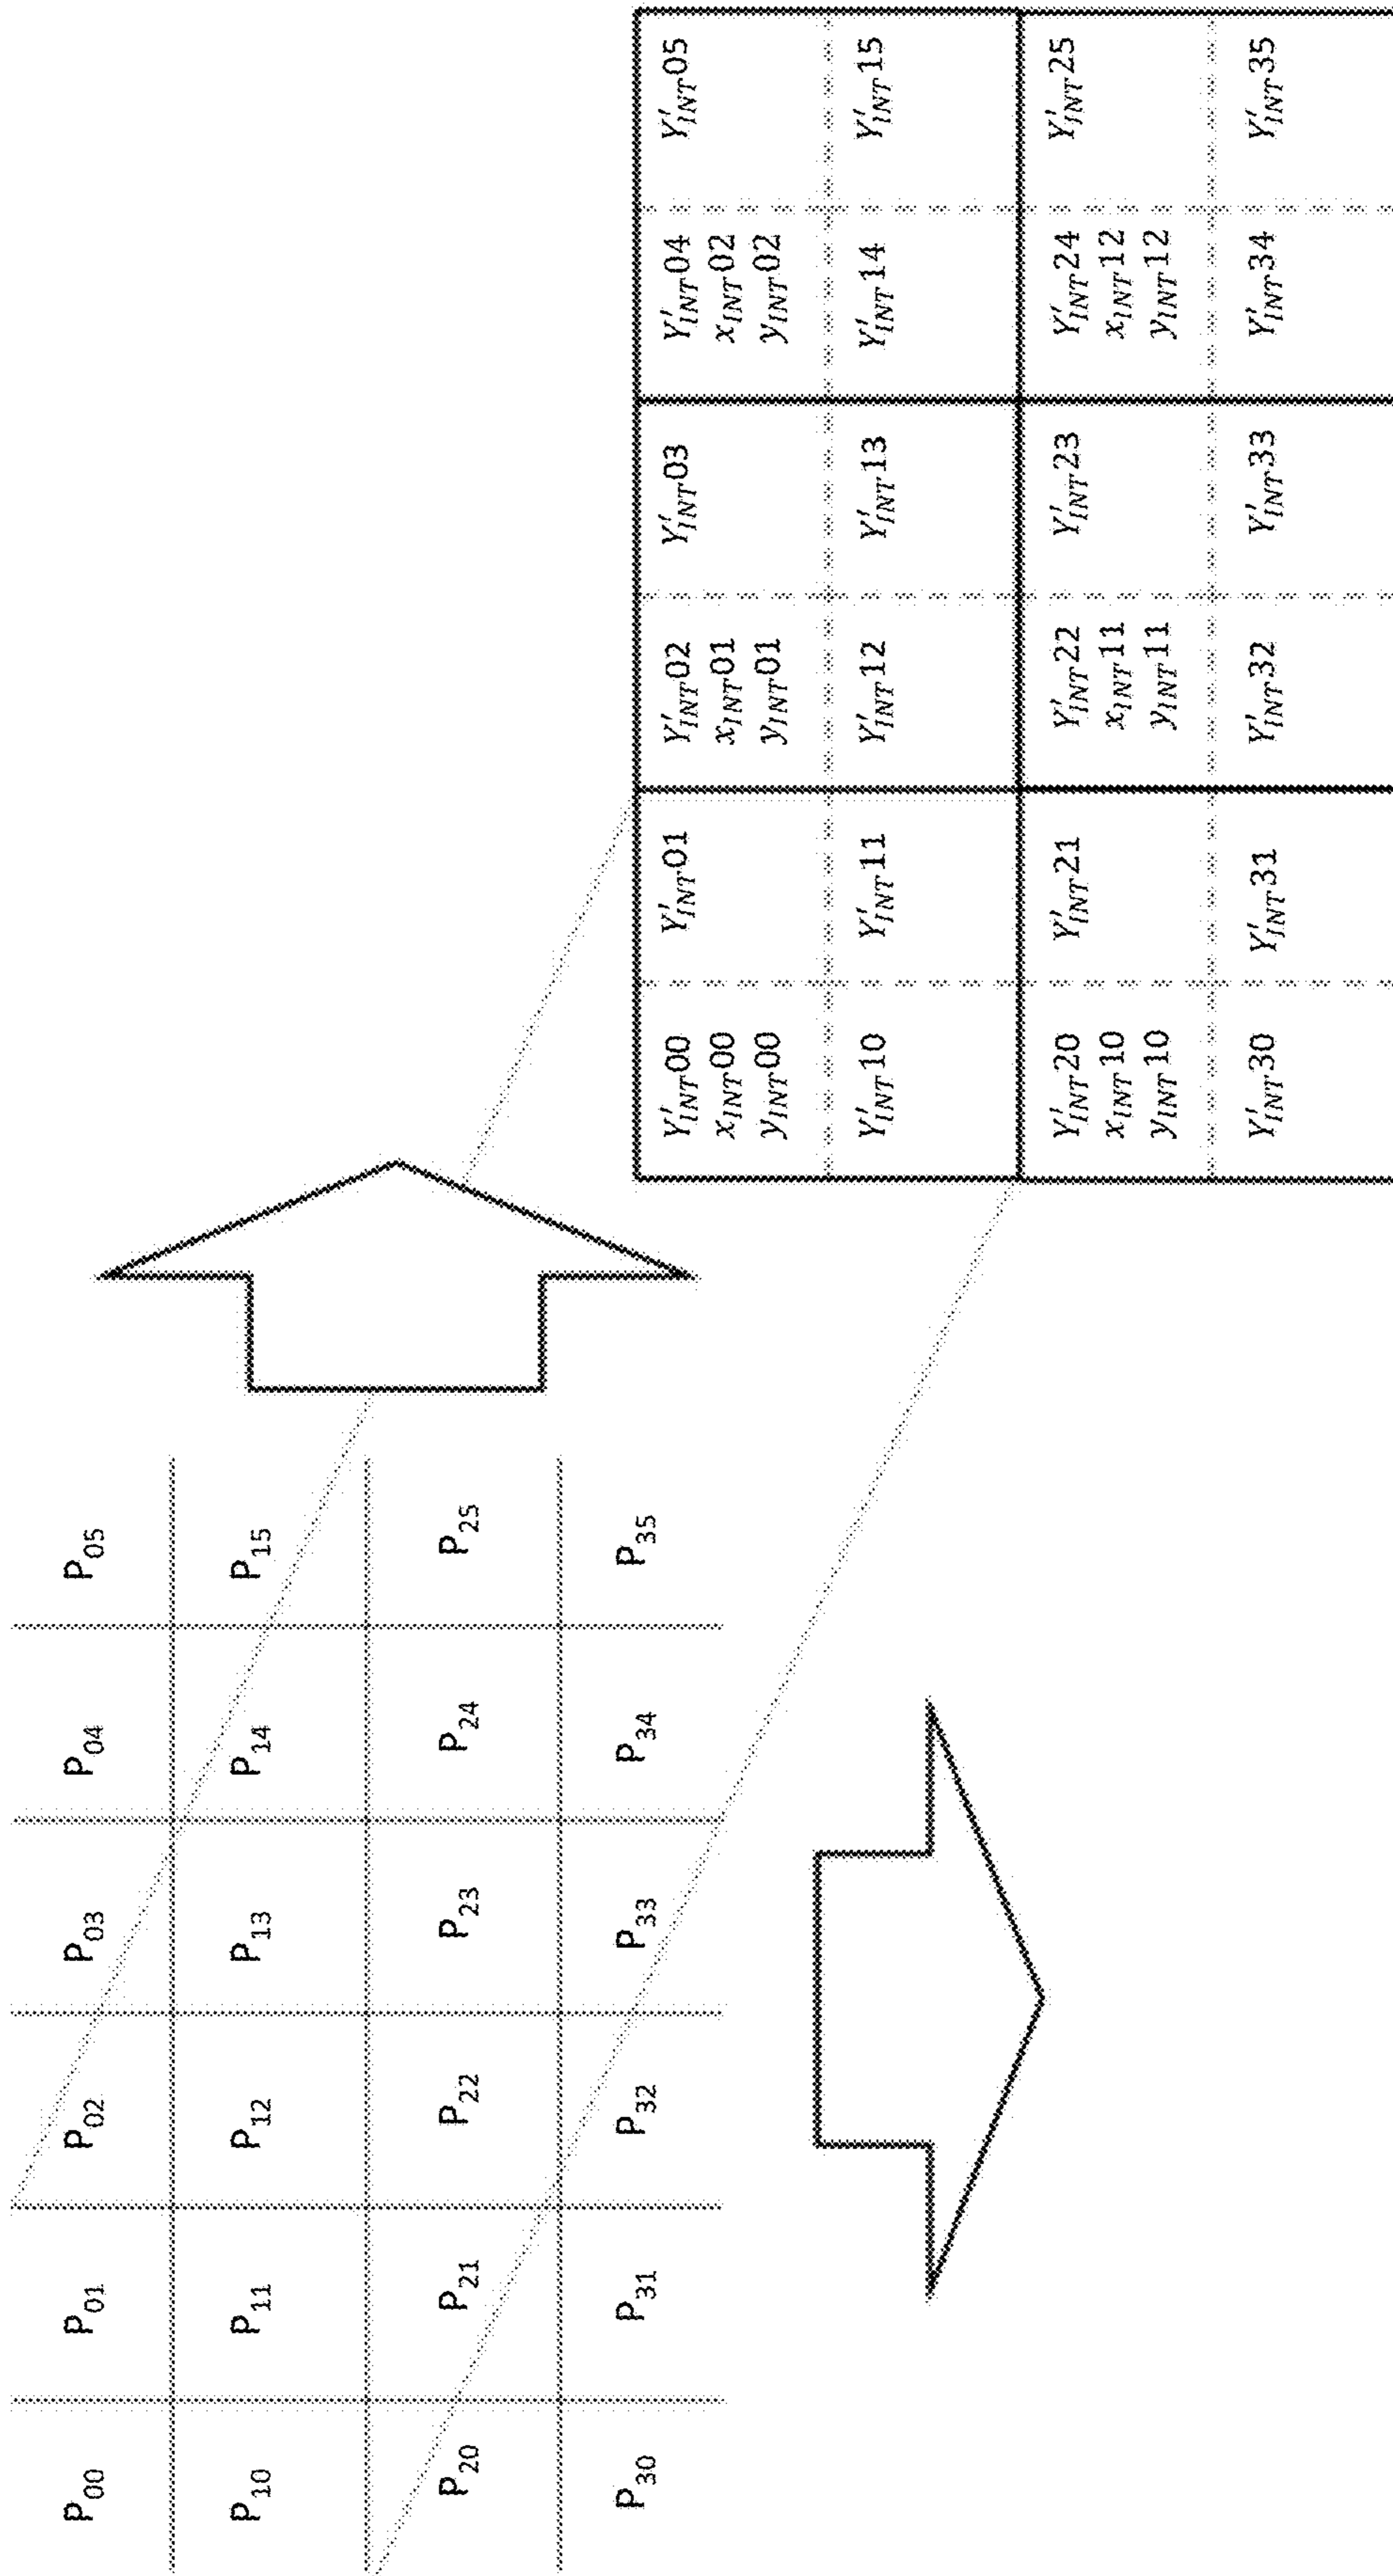 P₀₀ P₀₁ P₀₂ P₀₃ P₀₄ P₀₅
P₁₀ P₁₁ P₁₂ P₁₃ P₁₄ P₁₅
P₂₀ P₂₁ P₂₂ P₂₃ P₂₄ P₂₅
P₃₀ P₃₁ P₃₂ P₃₃ P₃₄ P₃₅
Y'INT00 Y'INT01 Y'INT02 Y'INT03 Y'INT04 Y'INT05
xINT00 xINT01 xINT02
yINT00 yINT01 yINT02
Y'INT10 Y'INT11 Y'INT12 Y'INT13 Y'INT14 Y'INT15
Y'INT20 Y'INT21 Y'INT22 Y'INT23 Y'INT24 Y'INT25
xINT10 xINT11 xINT12
yINT10 yINT11 yINT12
Y'INT30 Y'INT31 Y'INT32 Y'INT33 Y'INT34 Y'INT35